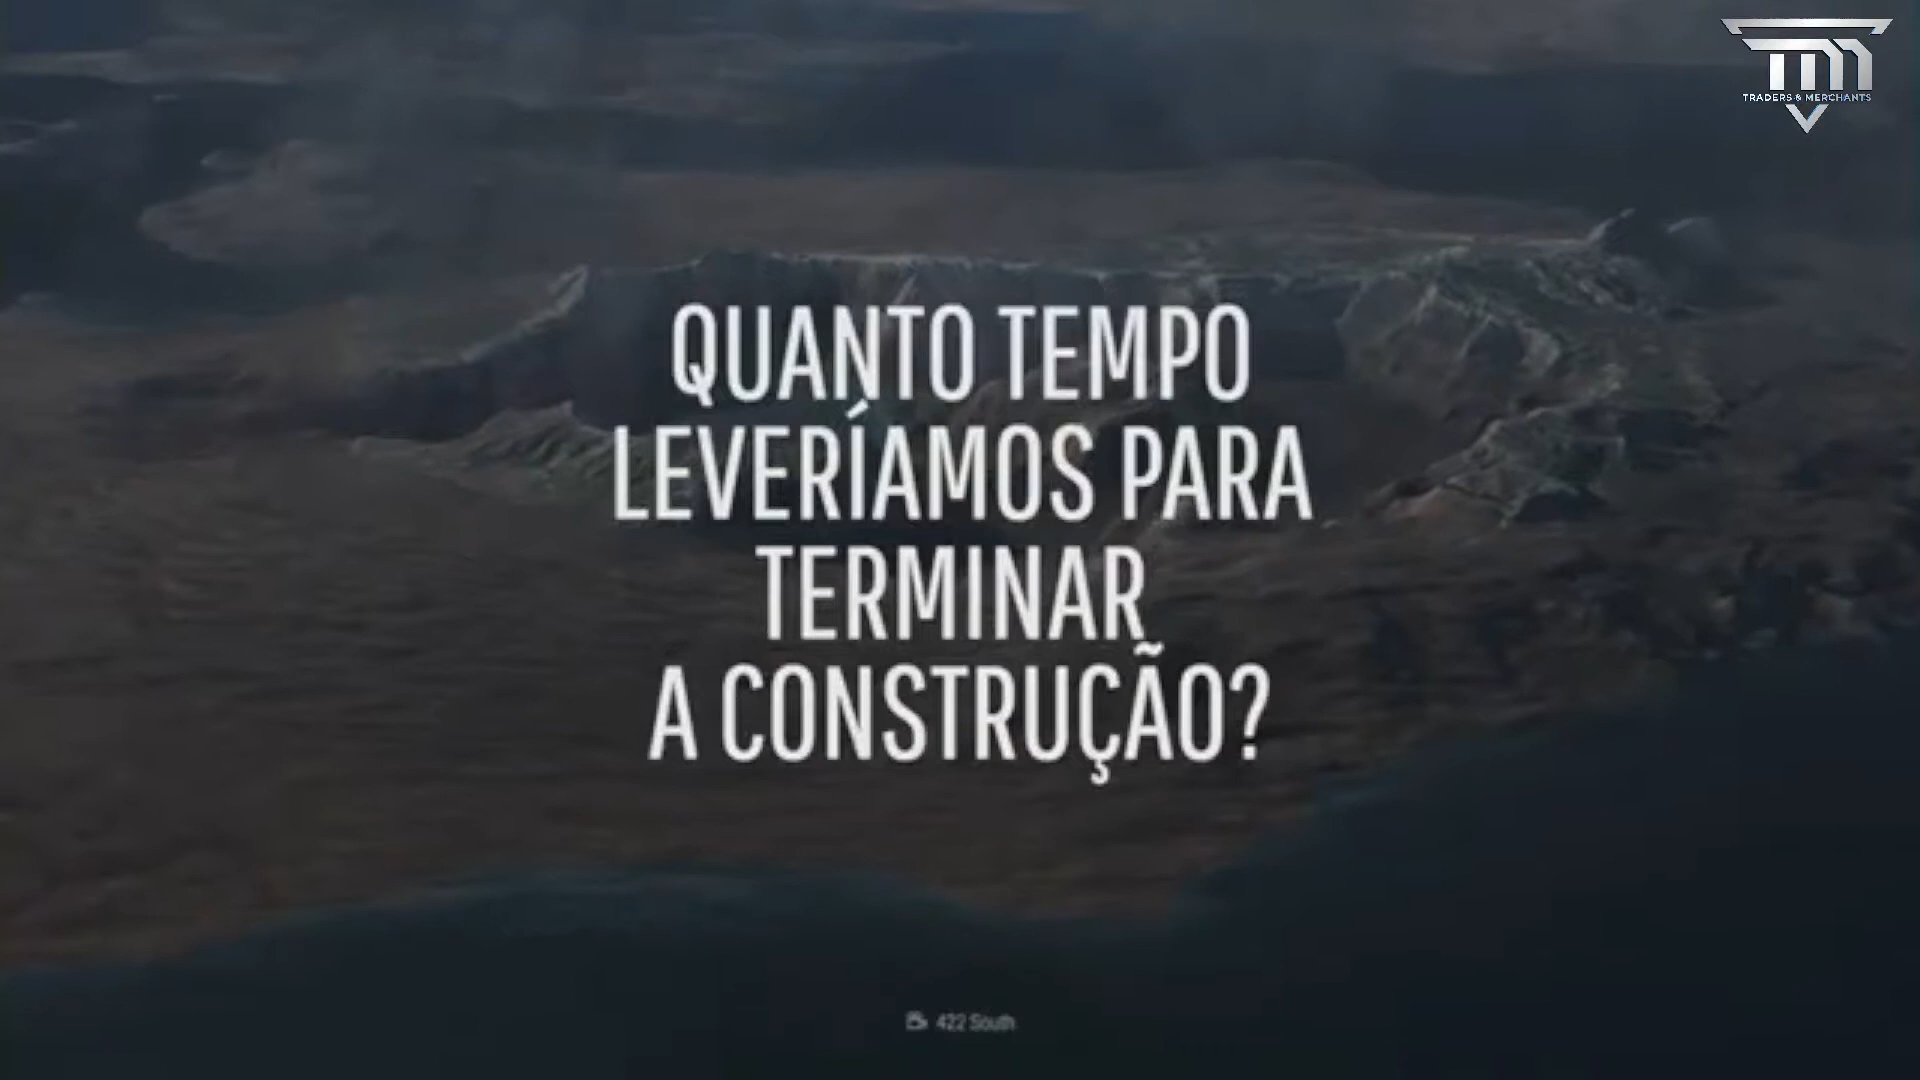 TRADERS & MERCHANTS
QUANTO TEMPO
LEVERÍAMOS PARA
TERMINAR
A CONSTRUÇÃO?
422 South